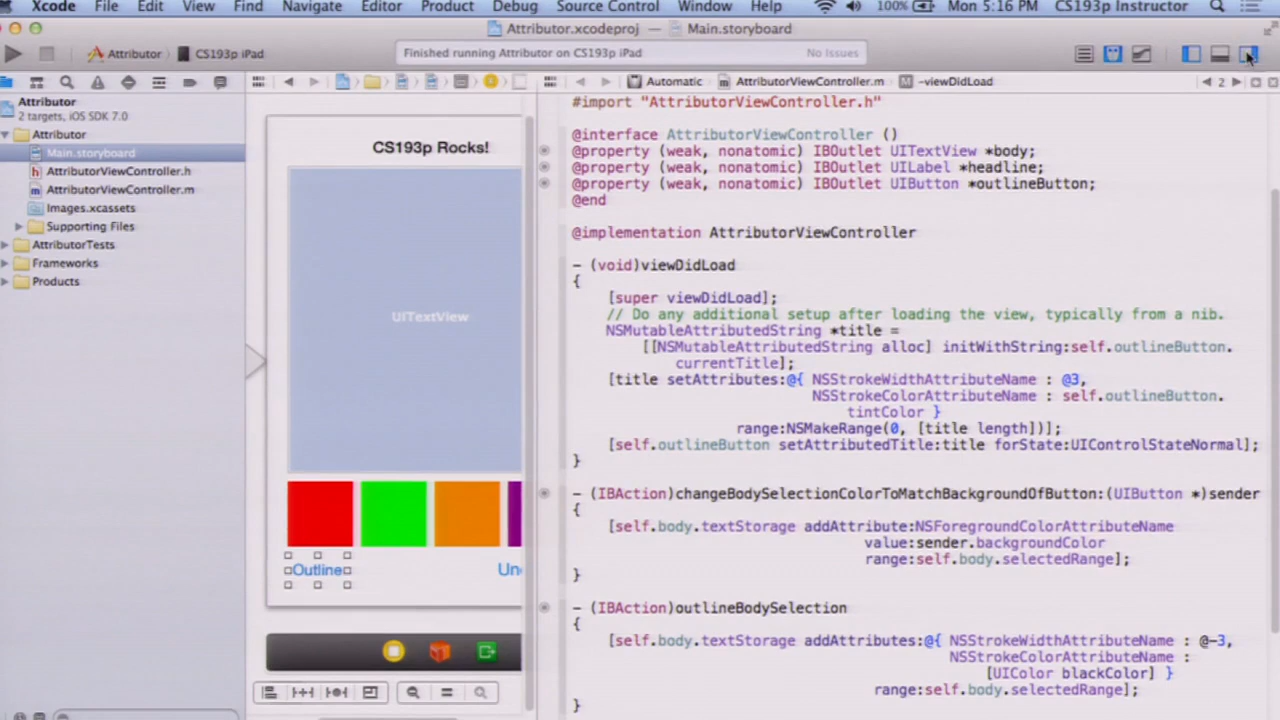 Xcode File Edit View Find Navigate Editor Product Debug Source Control Window Help 100% Mon 5:16 PM CS193p Instructor
Attributor.xcodeproj — Main.storyboard
Attributor CS193p iPad Finished running Attributor on CS193p iPad No Issues
Automatic AttributorViewController.m -viewDidLoad 2
Attributor
2 targets, iOS SDK 7.0
Attributor
Main.storyboard
h AttributorViewController.h
m AttributorViewController.m
Images.xcassets
Supporting Files
AttributorTests
Frameworks
Products
CS193p Rocks!
UITextView
Outline
Un
#import "AttributorViewController.h"
@interface AttributorViewController ()
@property (weak, nonatomic) IBOutlet UITextView *body;
@property (weak, nonatomic) IBOutlet UILabel *headline;
@property (weak, nonatomic) IBOutlet UIButton *outlineButton;
@end
@implementation AttributorViewController
- (void)viewDidLoad
{
[super viewDidLoad];
// Do any additional setup after loading the view, typically from a nib.
NSMutableAttributedString *title =
[[NSMutableAttributedString alloc] initWithString:self.outlineButton.
currentTitle];
[title setAttributes:@{ NSStrokeWidthAttributeName : @3,
NSStrokeColorAttributeName : self.outlineButton.
tintColor }
range:NSMakeRange(0, [title length])];
[self.outlineButton setAttributedTitle:title forState:UIControlStateNormal];
}
- (IBAction)changeBodySelectionColorToMatchBackgroundOfButton:(UIButton *)sender
{
[self.body.textStorage addAttribute:NSForegroundColorAttributeName
value:sender.backgroundColor
range:self.body.selectedRange];
}
- (IBAction)outlineBodySelection
{
[self.body.textStorage addAttributes:@{ NSStrokeWidthAttributeName : @-3,
NSStrokeColorAttributeName :
[UIColor blackColor] }
range:self.body.selectedRange];
}